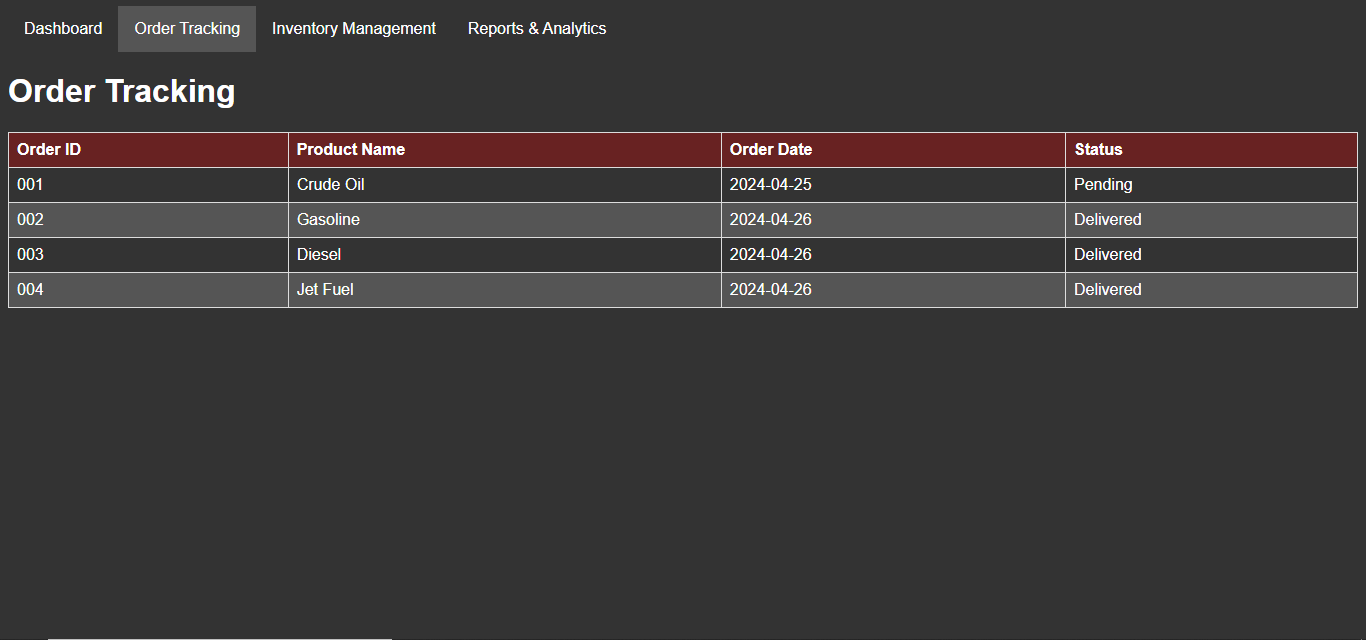 Dashboard Order Tracking Inventory Management Reports & Analytics
Order Tracking
Order ID Product Name Order Date Status
001 Crude Oil 2024-04-25 Pending
002 Gasoline 2024-04-26 Delivered
003 Diesel 2024-04-26 Delivered
004 Jet Fuel 2024-04-26 Delivered